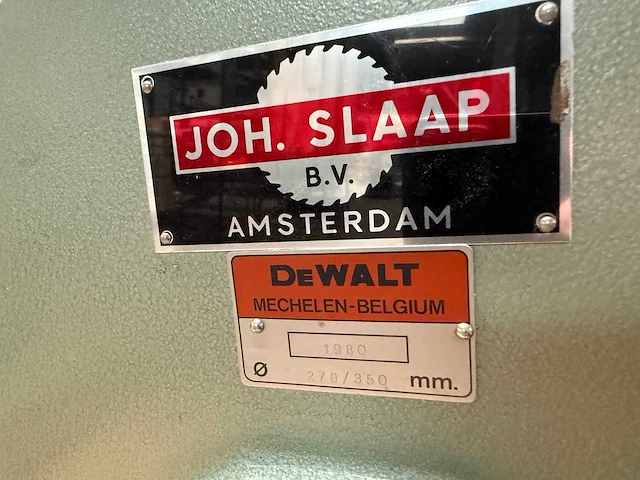 JOH. SLAAP
B.V.
AMSTERDAM
DEWALT
MECHELEN-BELGIUM
1980
Ø 270/350 mm.